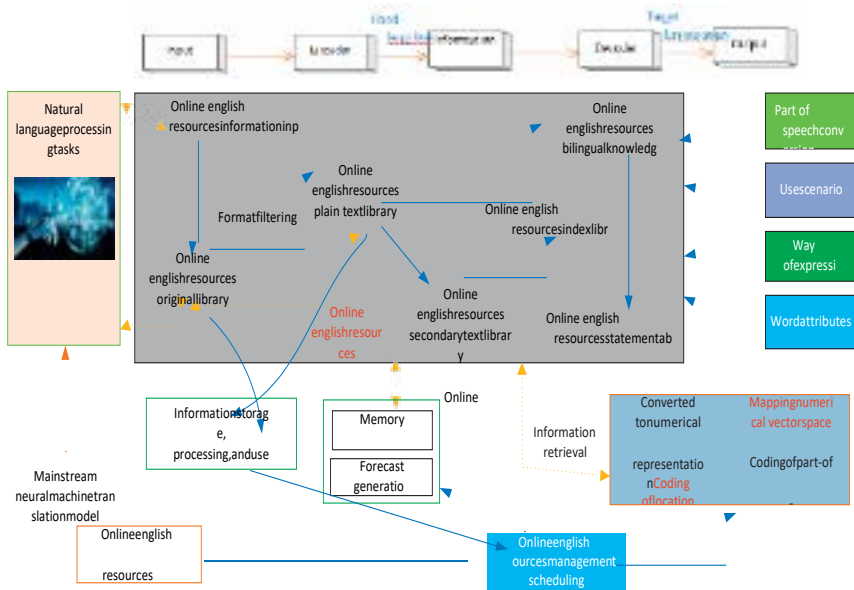 Input
Output
Natural
languageprocessin
gtasks
Online english
resourcesinformationinp
Online
englishresources
bilingualknowledg
Part of
speechconv
Usescenario
Way
ofexpressi
Wordattributes
Online
englishresources
plain textlibrary
Formatfiltering
Online english
resourcesindexlibr
Online
englishresources
originallibrary
Online
englishresour
ces
Online
englishresources
secondarytextlibrar
y
Online english
resourcesstatementab
Informationstorag
e,
processing,anduse
Online
Memory
Forecast
generatio
Information
retrieval
Converted
tonumerical
representatio
nCoding
oflocation
Mappingnumeri
cal vectorspace
Codingofpart-of
Mainstream
neuralmachinetran
slationmodel
Onlineenglish
resources
Onlineenglish
ourcesmanagement
scheduling